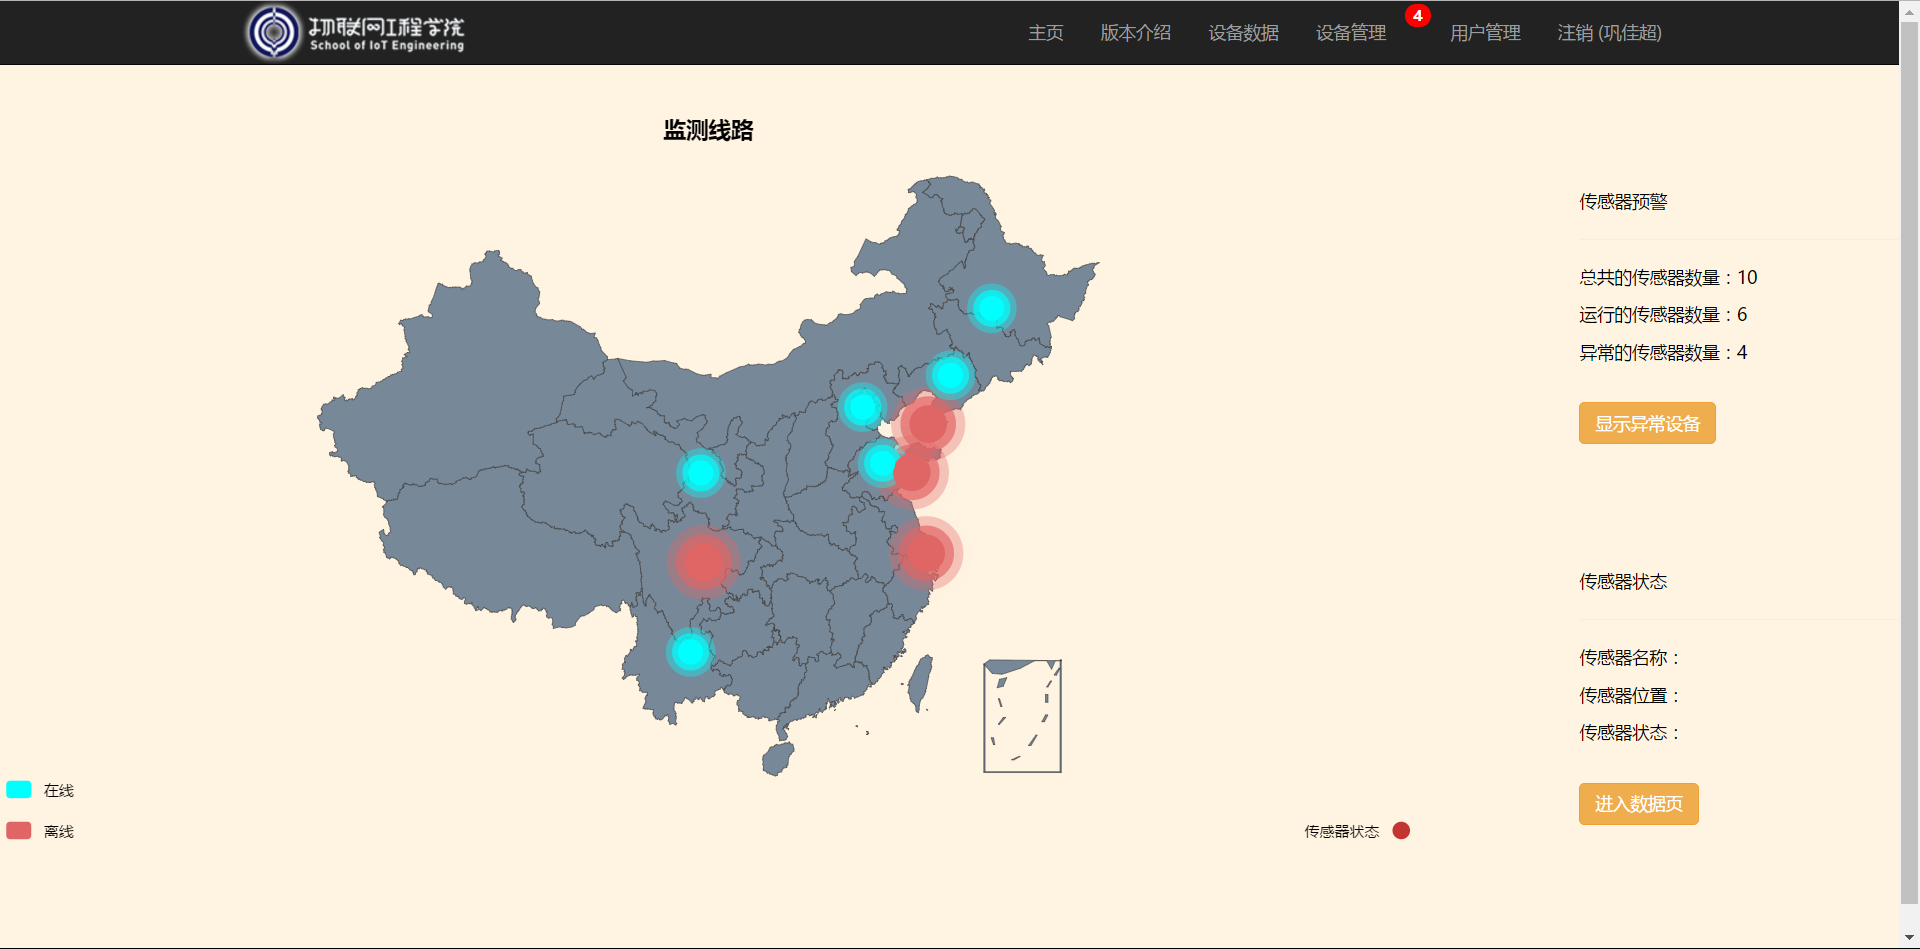 物联网工程学院
School of IoT Engineering
主页 版本介绍 设备数据 设备管理 4 用户管理 注销 (巩佳超)
监测线路
传感器预警
总共的传感器数量：10
运行的传感器数量：6
异常的传感器数量：4
显示异常设备
传感器状态
传感器名称：
传感器位置：
传感器状态：
进入数据页
在线
离线
传感器状态